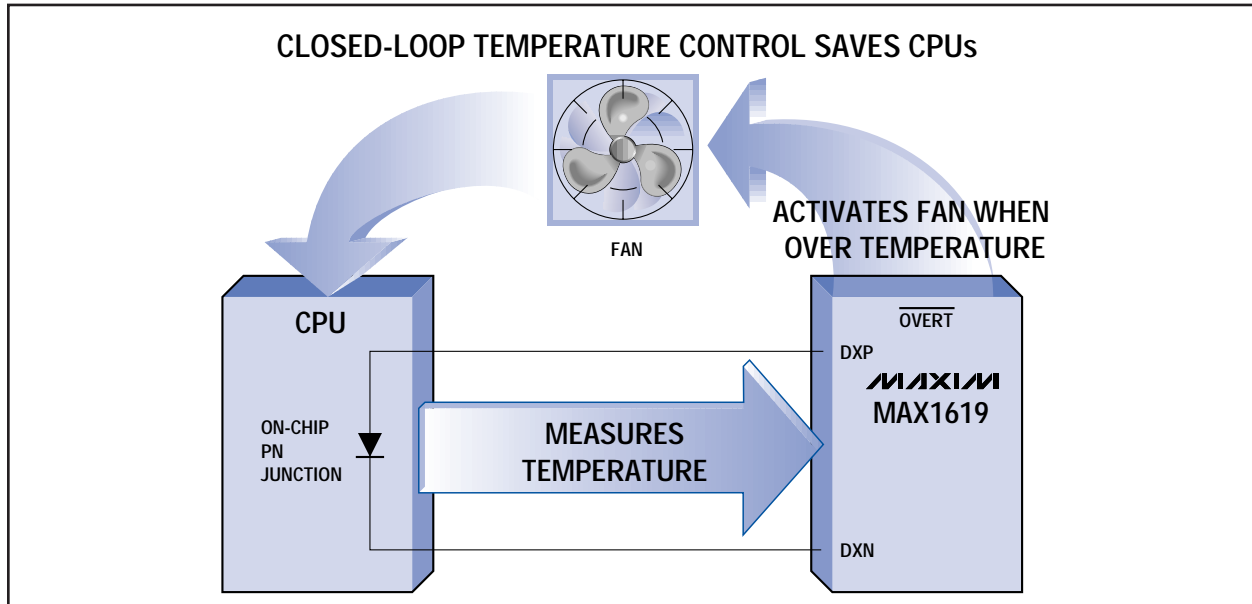 CLOSED-LOOP TEMPERATURE CONTROL SAVES CPUs
FAN
ACTIVATES FAN WHEN
OVER TEMPERATURE
CPU
ON-CHIP
PN
JUNCTION
MEASURES
TEMPERATURE
OVERT
DXP
MAXIM
MAX1619
DXN